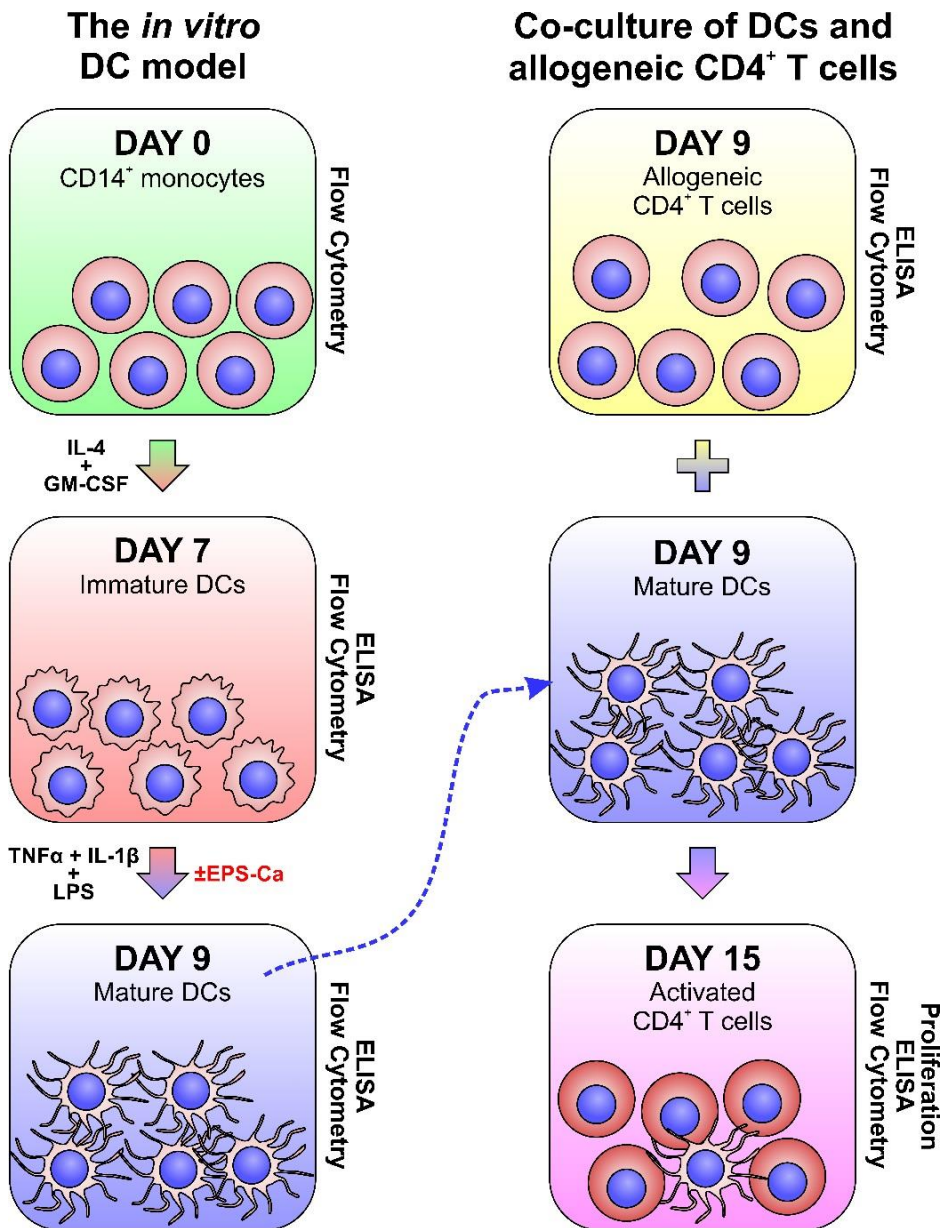 The in vitro
DC model
DAY 0
CD14⁺ monocytes
Flow Cytometry
IL-4
+
GM-CSF
DAY 7
Immature DCs
ELISA
Flow Cytometry
TNFα + IL-1β
+
LPS
±EPS-Ca
DAY 9
Mature DCs
ELISA
Flow Cytometry
Co-culture of DCs and
allogeneic CD4⁺ T cells
DAY 9
Allogeneic
CD4⁺ T cells
ELISA
Flow Cytometry
DAY 9
Mature DCs
DAY 15
Activated
CD4⁺ T cells
Proliferation
ELISA
Flow Cytometry